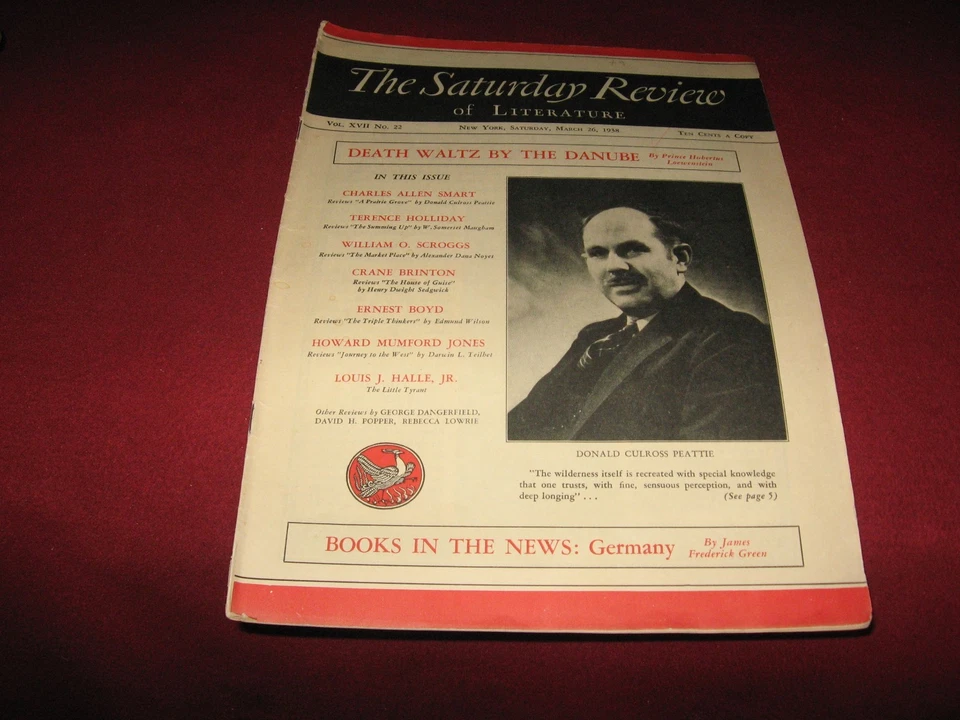 The Saturday Review
of Literature
Vol. XVII No. 22 New York, Saturday, March 26, 1938 Ten Cents a Copy
DEATH WALTZ BY THE DANUBE By Prince Hubertus
Loewenstein
IN THIS ISSUE
CHARLES ALLEN SMART
Reviews "A Prairie Grove" by Donald Culross Peattie
TERENCE HOLLIDAY
Reviews "The Summing Up" by W. Somerset Maugham
WILLIAM O. SCROGGS
Reviews "The Market Place" by Alexander Dana Noyes
CRANE BRINTON
Reviews "The House of Guise"
by Henry Dwight Sedgwick
ERNEST BOYD
Reviews "The Triple Thinkers" by Edmund Wilson
HOWARD MUMFORD JONES
Reviews "Journey to the West" by Darwin L. Teilhet
LOUIS J. HALLE, JR.
The Little Tyrant
Other Reviews by GEORGE DANGERFIELD,
DAVID H. POPPER, REBECCA LOWRIE
DONALD CULROSS PEATTIE
"The wilderness itself is recreated with special knowledge
that one trusts, with fine, sensuous perception, and with
deep longing" . . . (See page 5)
BOOKS IN THE NEWS: Germany By James
Frederick Green